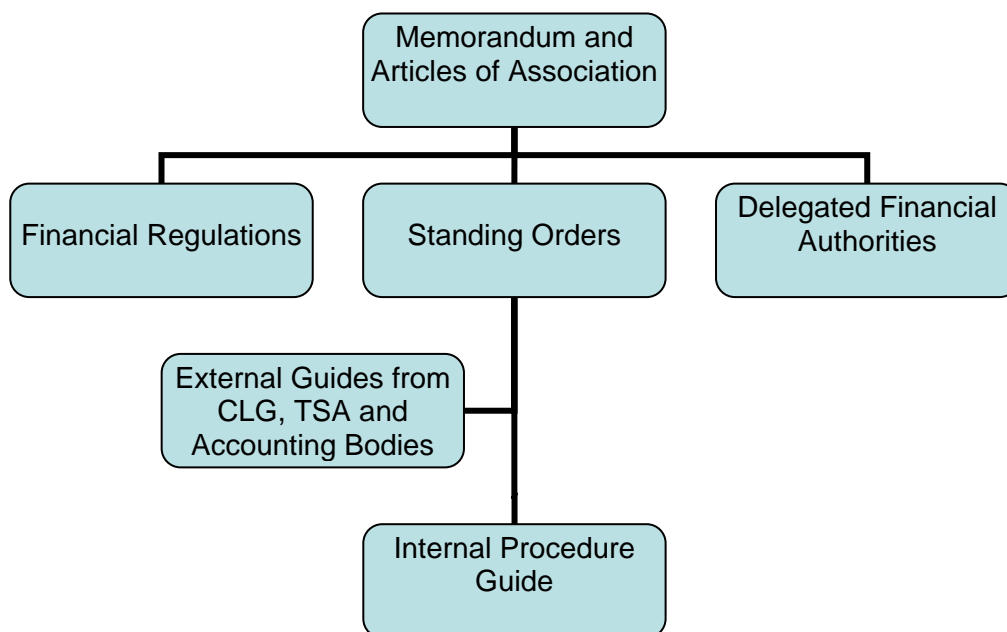 Memorandum and
Articles of Association
Financial Regulations
Standing Orders
Delegated Financial
Authorities
External Guides from
CLG, TSA and
Accounting Bodies
Internal Procedure
Guide